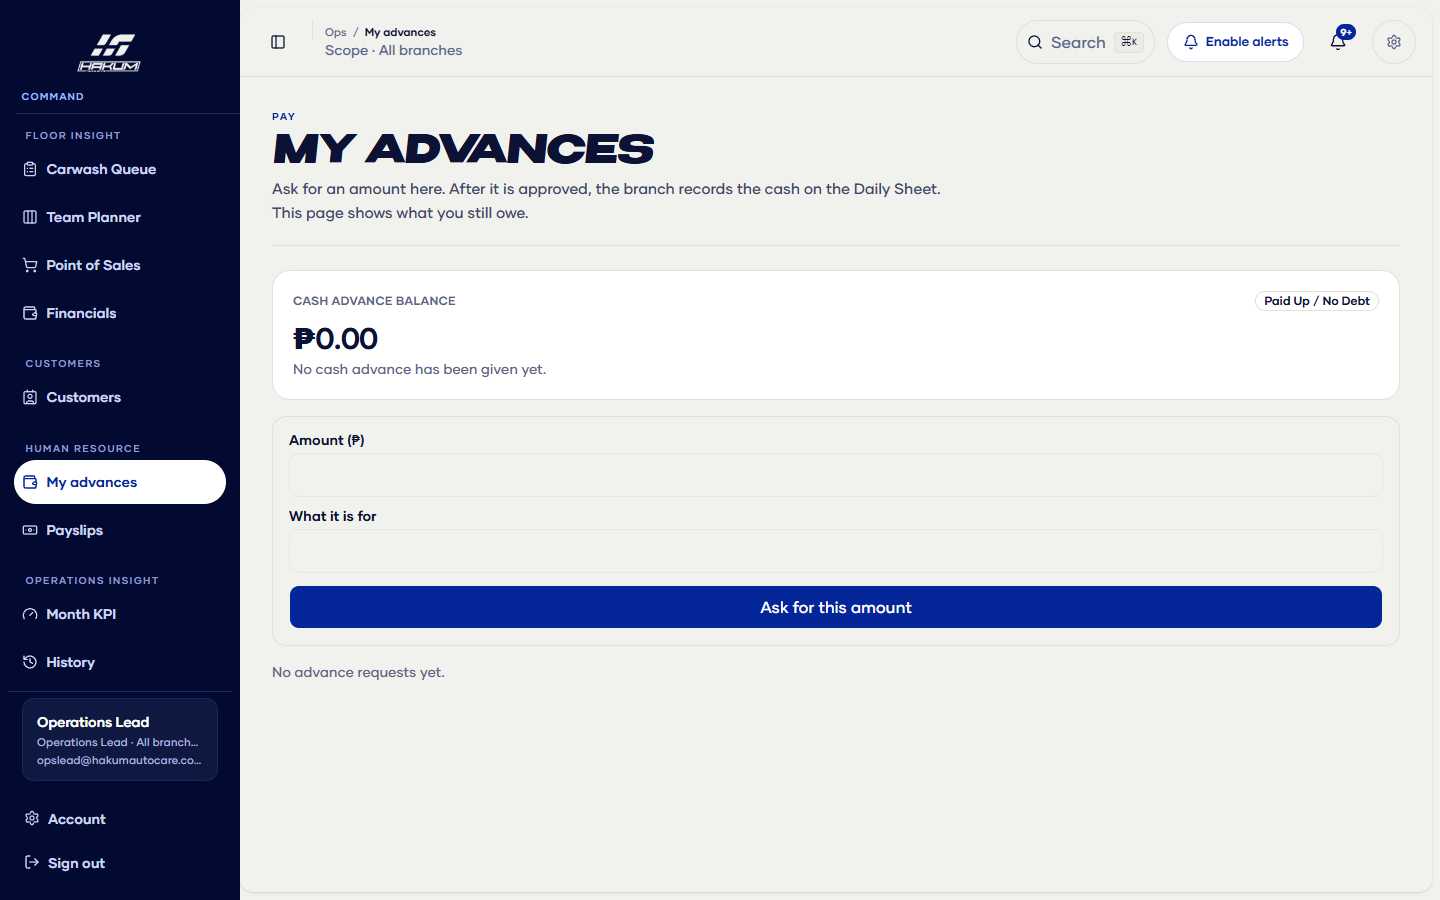 HAKUM
COMMAND
FLOOR INSIGHT
Carwash Queue
Team Planner
Point of Sales
Financials
CUSTOMERS
Customers
HUMAN RESOURCE
My advances
Payslips
OPERATIONS INSIGHT
Month KPI
History
Operations Lead
Operations Lead · All branch...
opslead@hakumautocare.co...
Account
Sign out
Ops / My advances
Scope · All branches
Search ⌘K
Enable alerts
9+
PAY
MY ADVANCES
Ask for an amount here. After it is approved, the branch records the cash on the Daily Sheet.
This page shows what you still owe.
CASH ADVANCE BALANCE
Paid Up / No Debt
₱0.00
No cash advance has been given yet.
Amount (₱)
What it is for
Ask for this amount
No advance requests yet.